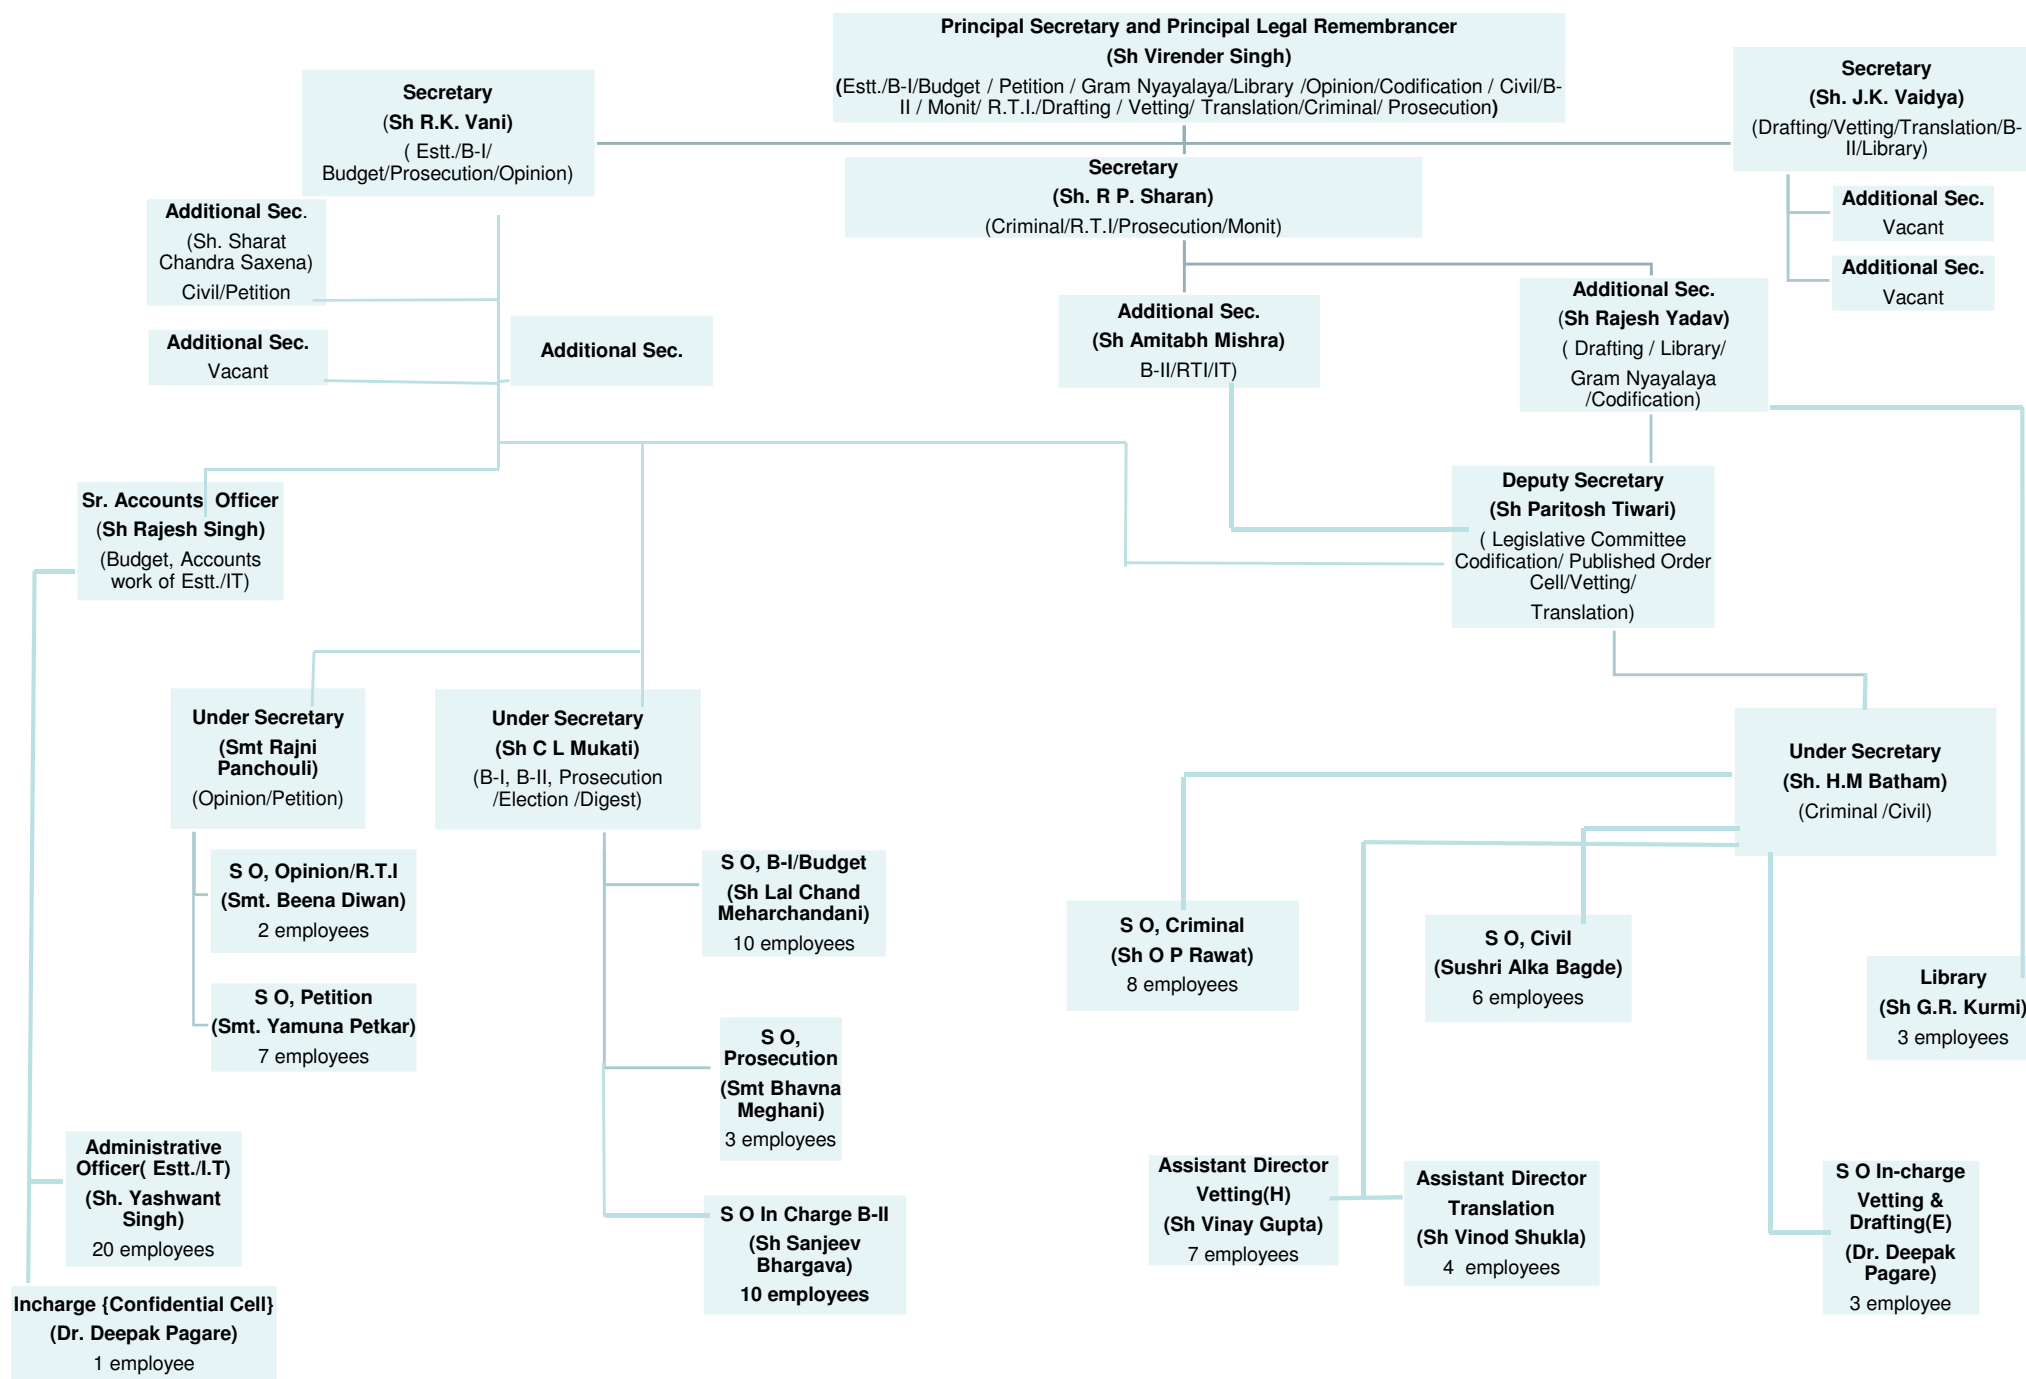 Principal Secretary and Principal Legal Remembrancer
(Sh Virender Singh)
(Estt./B-I/Budget / Petition / Gram Nyayalaya/Library /Opinion/Codification / Civil/B-
II / Monit/ R.T.I./Drafting / Vetting/ Translation/Criminal/ Prosecution)
Secretary
(Sh R.K. Vani)
( Estt./B-I/
Budget/Prosecution/Opinion)
Secretary
(Sh. J.K. Vaidya)
(Drafting/Vetting/Translation/B-
II/Library)
Secretary
(Sh. R P. Sharan)
(Criminal/R.T.I/Prosecution/Monit)
Additional Sec.
(Sh. Sharat
Chandra Saxena)
Civil/Petition
Additional Sec.
Vacant
Additional Sec.
Vacant
Additional Sec.
Vacant
Additional Sec.
Additional Sec.
(Sh Amitabh Mishra)
B-II/RTI/IT)
Additional Sec.
(Sh Rajesh Yadav)
( Drafting / Library/
Gram Nyayalaya
/Codification)
Sr. Accounts Officer
(Sh Rajesh Singh)
(Budget, Accounts
work of Estt./IT)
Deputy Secretary
(Sh Paritosh Tiwari)
( Legislative Committee
Codification/ Published Order
Cell/Vetting/
Translation)
Under Secretary
(Smt Rajni
Panchouli)
(Opinion/Petition)
Under Secretary
(Sh C L Mukati)
(B-I, B-II, Prosecution
/Election /Digest)
Under Secretary
(Sh. H.M Batham)
(Criminal /Civil)
S O, Opinion/R.T.I
(Smt. Beena Diwan)
2 employees
S O, B-I/Budget
(Sh Lal Chand
Meharchandani)
10 employees
S O, Criminal
(Sh O P Rawat)
8 employees
S O, Civil
(Sushri Alka Bagde)
6 employees
Library
(Sh G.R. Kurmi)
3 employees
S O, Petition
(Smt. Yamuna Petkar)
7 employees
S O,
Prosecution
(Smt Bhavna
Meghani)
3 employees
Administrative
Officer( Estt./I.T)
(Sh. Yashwant
Singh)
20 employees
S O In Charge B-II
(Sh Sanjeev
Bhargava)
10 employees
Assistant Director
Vetting(H)
(Sh Vinay Gupta)
7 employees
Assistant Director
Translation
(Sh Vinod Shukla)
4 employees
S O In-charge
Vetting &
Drafting(E)
(Dr. Deepak
Pagare)
3 employee
Incharge {Confidential Cell}
(Dr. Deepak Pagare)
1 employee